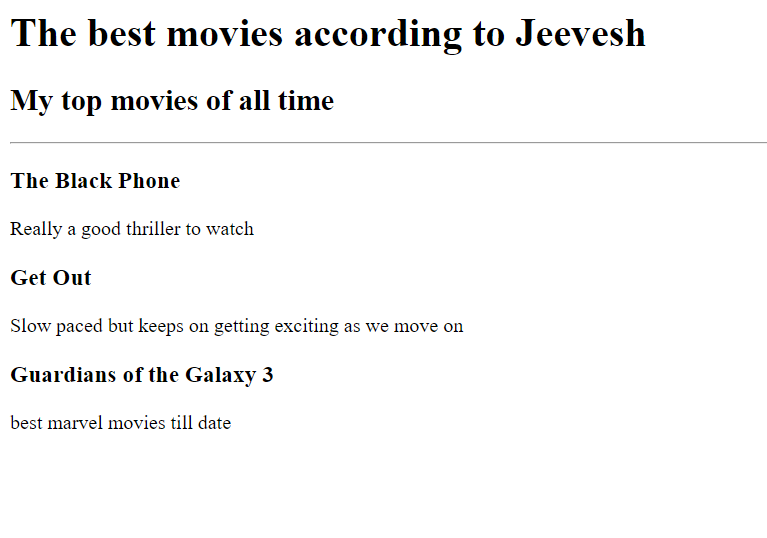 The best movies according to Jeevesh
My top movies of all time
The Black Phone
Really a good thriller to watch
Get Out
Slow paced but keeps on getting exciting as we move on
Guardians of the Galaxy 3
best marvel movies till date